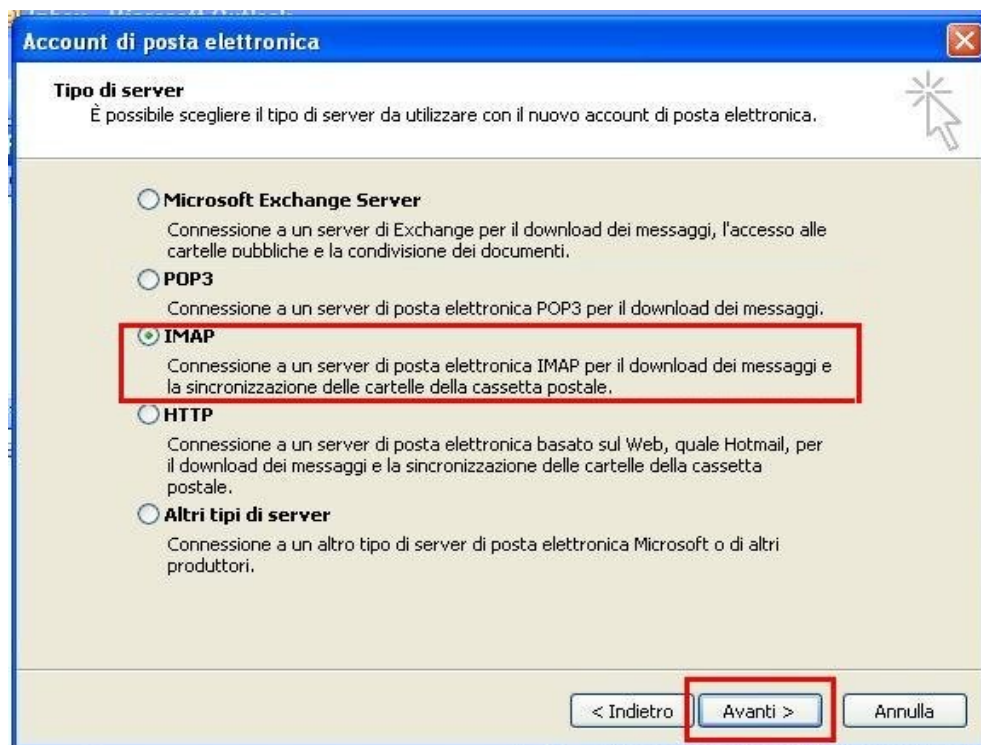 Inbox - Microsoft Outlook
Account di posta elettronica
Tipo di server
È possibile scegliere il tipo di server da utilizzare con il nuovo account di posta elettronica.
Microsoft Exchange Server
Connessione a un server di Exchange per il download dei messaggi, l'accesso alle
cartelle pubbliche e la condivisione dei documenti.
POP3
Connessione a un server di posta elettronica POP3 per il download dei messaggi.
IMAP
Connessione a un server di posta elettronica IMAP per il download dei messaggi e
la sincronizzazione delle cartelle della cassetta postale.
HTTP
Connessione a un server di posta elettronica basato sul Web, quale Hotmail, per
il download dei messaggi e la sincronizzazione delle cartelle della cassetta
postale.
Altri tipi di server
Connessione a un altro tipo di server di posta elettronica Microsoft o di altri
produttori.
< Indietro Avanti > Annulla